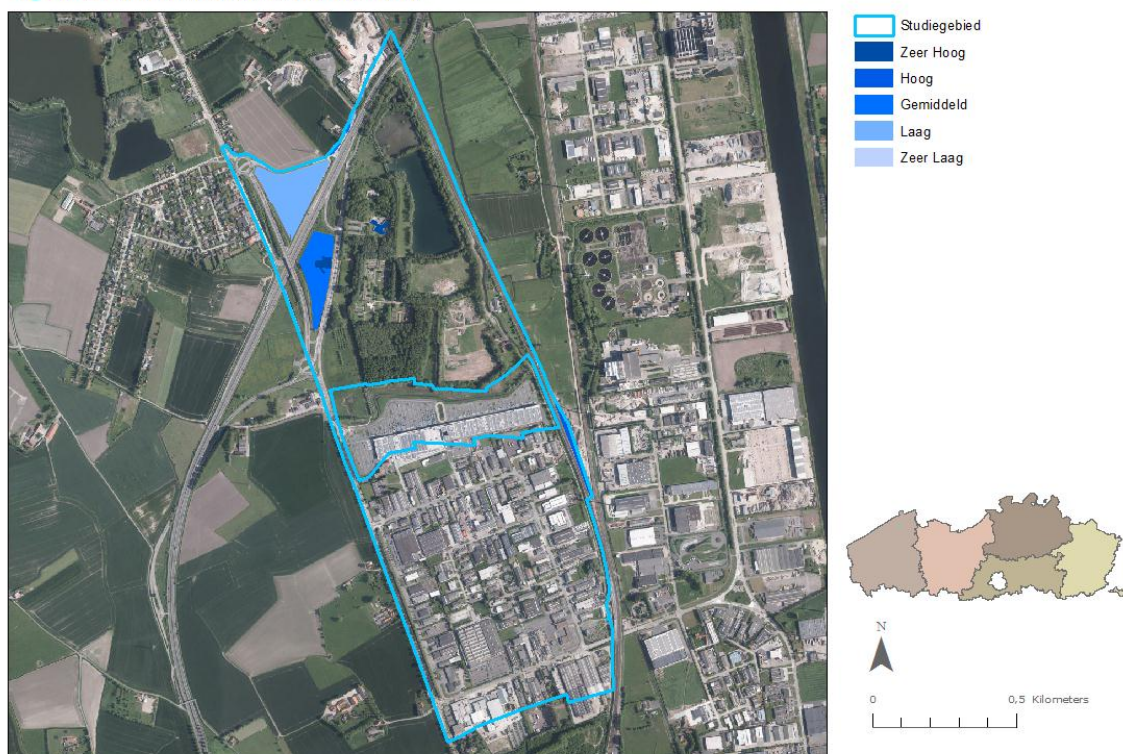 Studiegebied
Zeer Hoog
Hoog
Gemiddeld
Laag
Zeer Laag
N
0 0,5 Kilometers